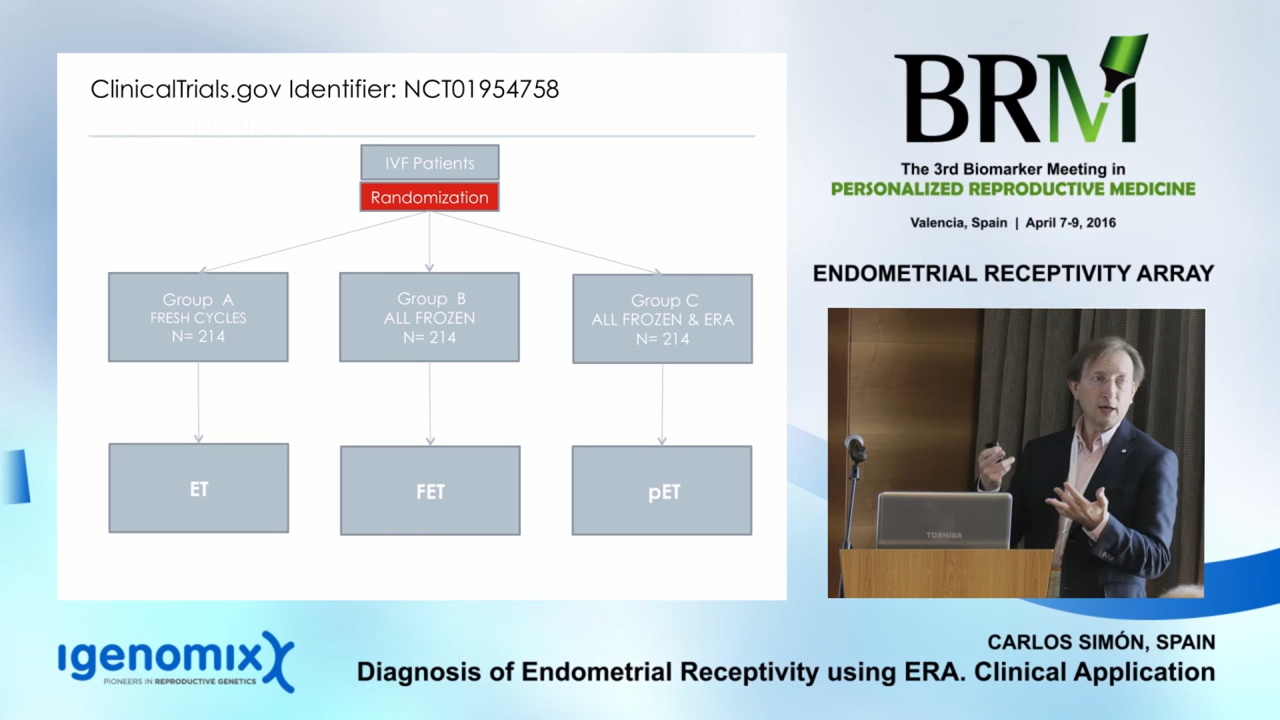 ClinicalTrials.gov Identifier: NCT01954758
IVF Patients
Randomization
Group A
FRESH CYCLES
N= 214
Group B
ALL FROZEN
N= 214
Group C
ALL FROZEN & ERA
N= 214
ET
FET
pET
BRM
The 3rd Biomarker Meeting in
PERSONALIZED REPRODUCTIVE MEDICINE
Valencia, Spain | April 7-9, 2016
ENDOMETRIAL RECEPTIVITY ARRAY
TOSHIBA
igenomix
PIONEERS IN REPRODUCTIVE GENETICS
CARLOS SIMÓN, SPAIN
Diagnosis of Endometrial Receptivity using ERA. Clinical Application